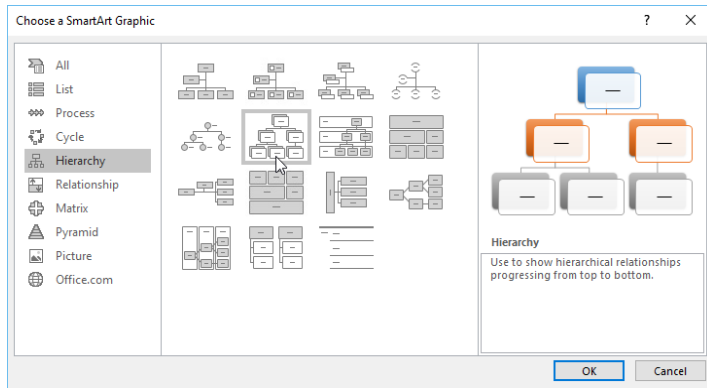 Choose a SmartArt Graphic
?
All
List
Process
Cycle
Hierarchy
Relationship
Matrix
Pyramid
Picture
Office.com
Hierarchy
Use to show hierarchical relationships
progressing from top to bottom.
OK
Cancel